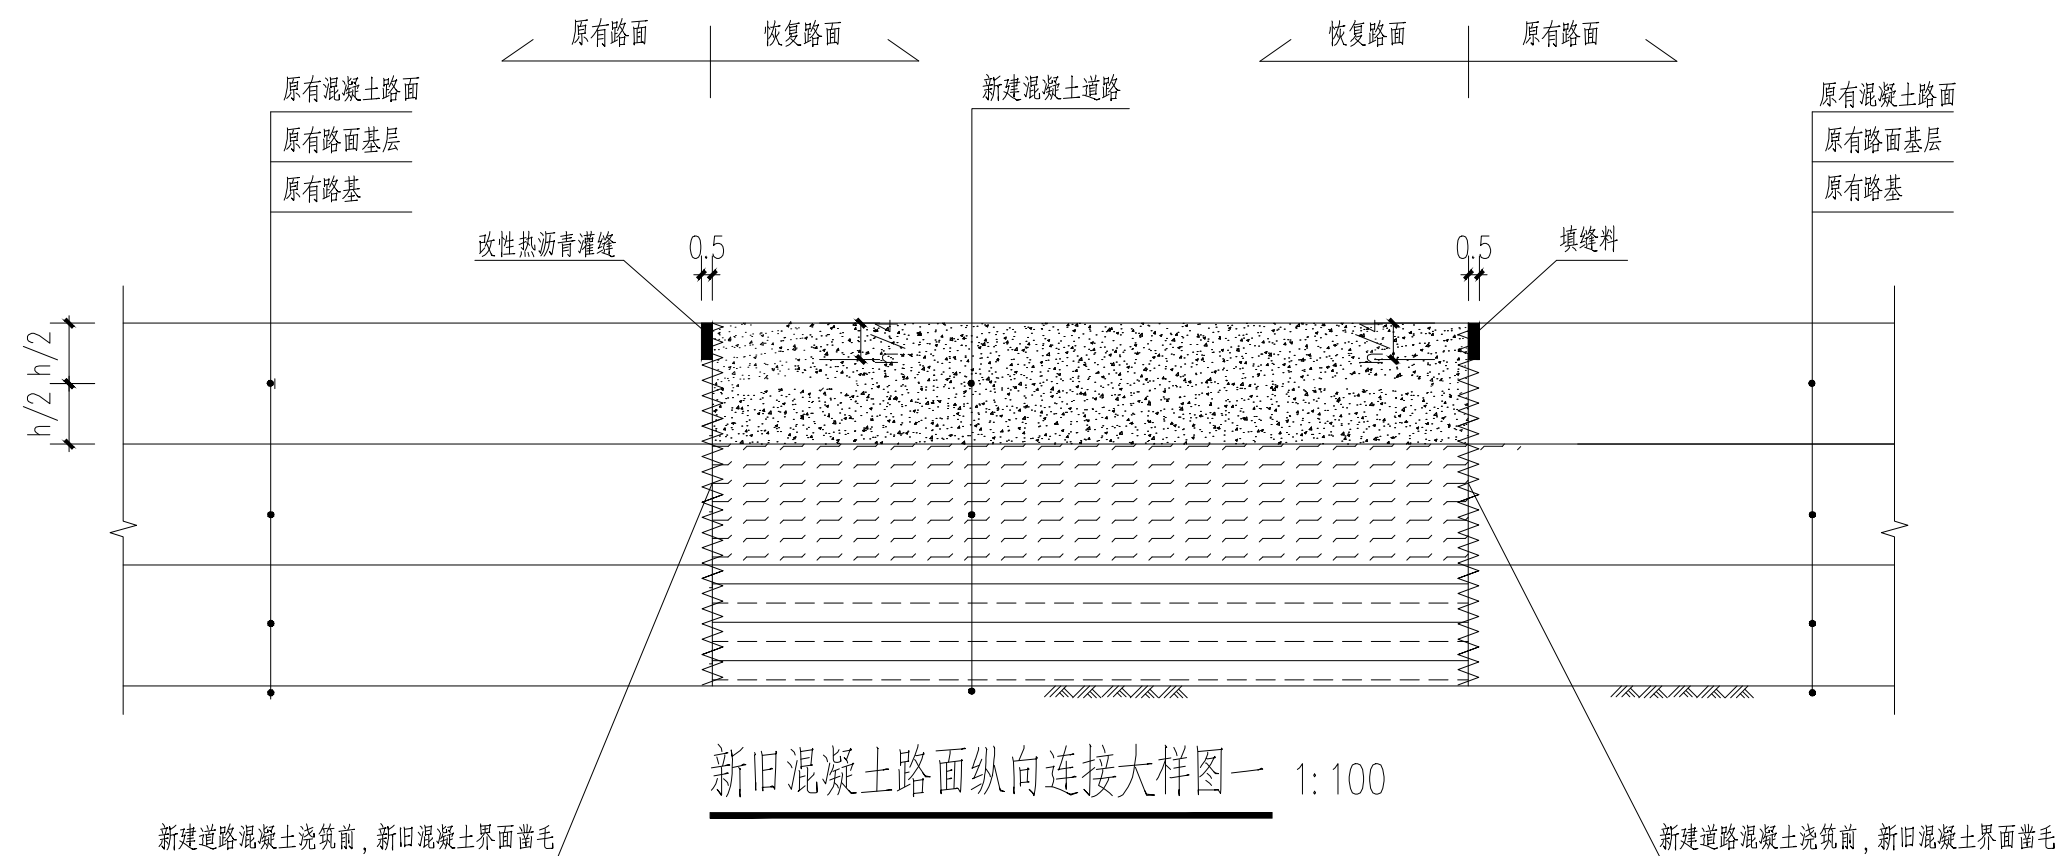 原有路面 恢复路面 恢复路面 原有路面
原有混凝土路面
原有路面基层
原有路基
新建混凝土道路
原有混凝土路面
原有路面基层
原有路基
改性热沥青灌缝
0.5
0.5
填缝料
h/2
h/2
新旧混凝土路面纵向连接大样图一 1:100
新建道路混凝土浇筑前,新旧混凝土界面凿毛
新建道路混凝土浇筑前,新旧混凝土界面凿毛